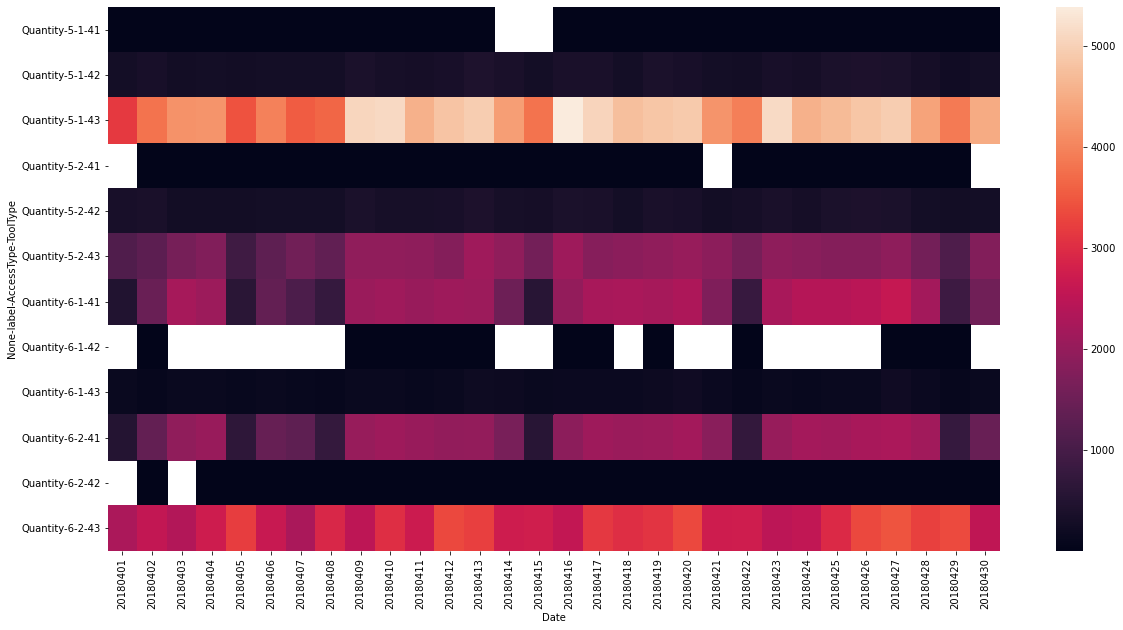 None-label-AccessType-ToolType
Quantity-5-1-41
Quantity-5-1-42
Quantity-5-1-43
Quantity-5-2-41
Quantity-5-2-42
Quantity-5-2-43
Quantity-6-1-41
Quantity-6-1-42
Quantity-6-1-43
Quantity-6-2-41
Quantity-6-2-42
Quantity-6-2-43
20180401
20180402
20180403
20180404
20180405
20180406
20180407
20180408
20180409
20180410
20180411
20180412
20180413
20180414
20180415
20180416
20180417
20180418
20180419
20180420
20180421
20180422
20180423
20180424
20180425
20180426
20180427
20180428
20180429
20180430
Date
5000
4000
3000
2000
1000